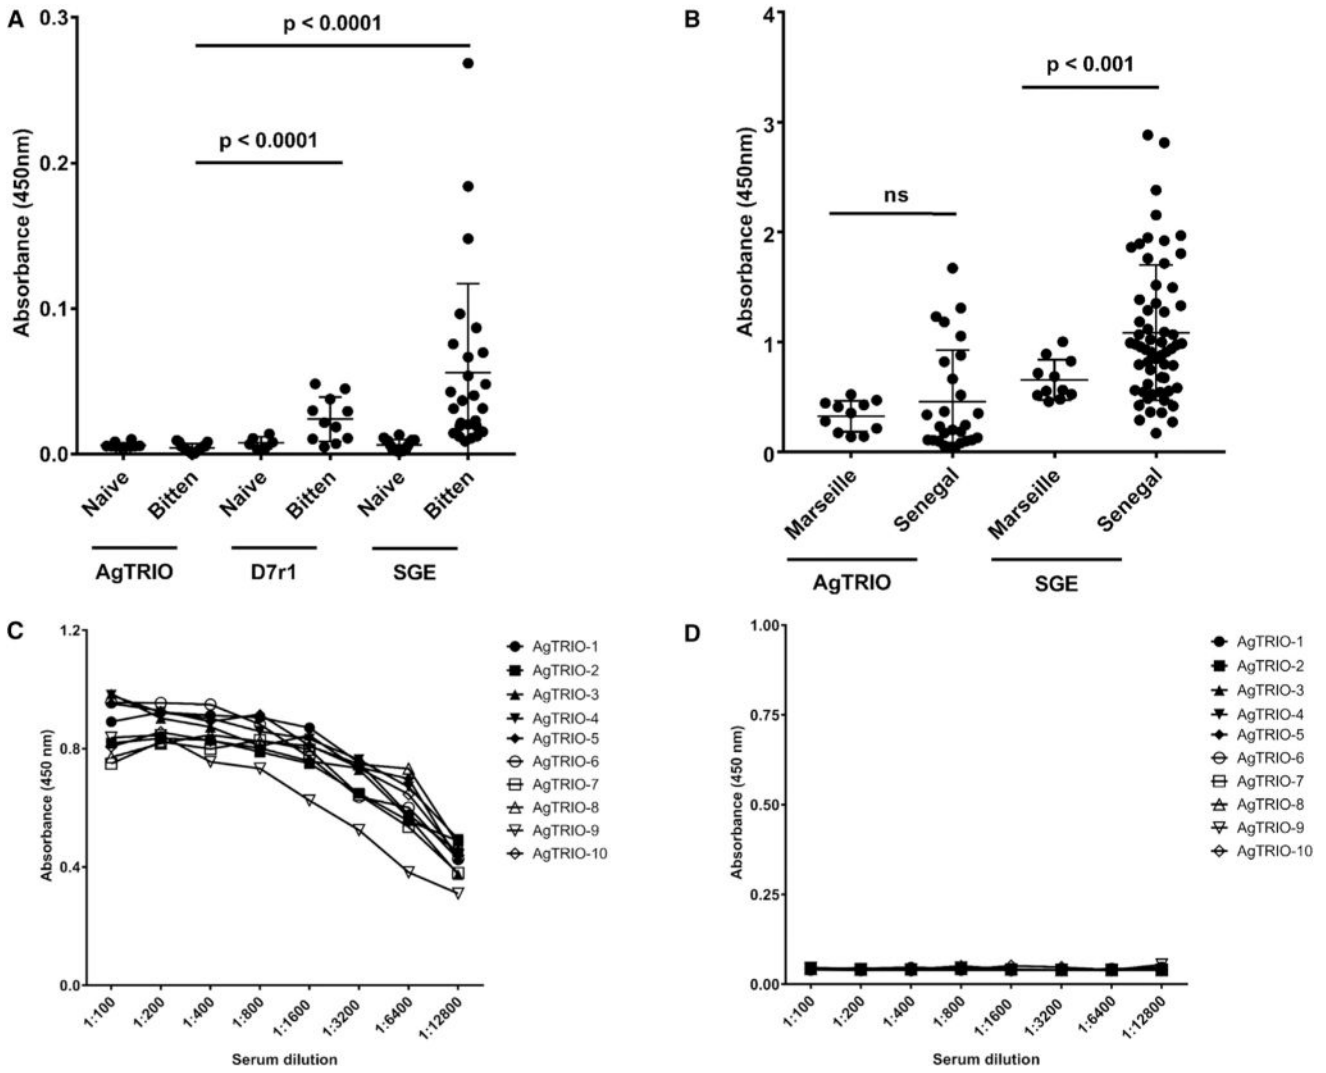 A
Absorbance (450nm)
0.3
0.2
0.1
0.0
p < 0.0001
p < 0.0001
Naive
Bitten
Naive
Bitten
Naive
Bitten
AgTRIO
D7r1
SGE
B
Absorbance (450nm)
4
3
2
1
0
ns
p < 0.001
Marseille
Senegal
Marseille
Senegal
AgTRIO
SGE
C
Absorbance (450 nm)
1.2
0.8
0.4
0.0
1:100
1:200
1:400
1:800
1:1600
1:3200
1:6400
1:12800
Serum dilution
AgTRIO-1
AgTRIO-2
AgTRIO-3
AgTRIO-4
AgTRIO-5
AgTRIO-6
AgTRIO-7
AgTRIO-8
AgTRIO-9
AgTRIO-10
D
Absorbance (450 nm)
1.00
0.75
0.50
0.25
0.00
1:100
1:200
1:400
1:800
1:1600
1:3200
1:6400
1:12800
Serum dilution
AgTRIO-1
AgTRIO-2
AgTRIO-3
AgTRIO-4
AgTRIO-5
AgTRIO-6
AgTRIO-7
AgTRIO-8
AgTRIO-9
AgTRIO-10